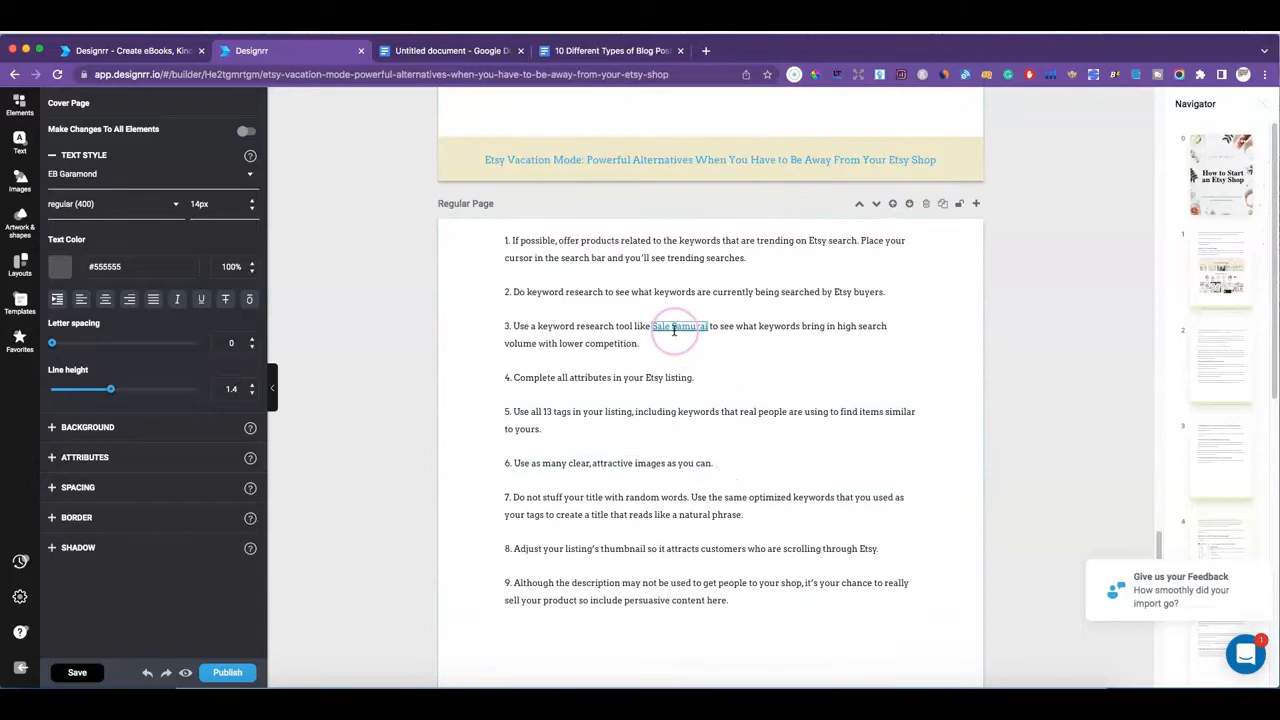 Designrr - Create eBooks, Kin
Designrr
Untitled document - Google D
10 Different Types of Blog Pos
app.designrr.io/#/builder/He2tgmrtgm/etsy-vacation-mode-powerful-alternatives-when-you-have-to-be-away-from-your-etsy-shop
Elements
Text
Images
Artwork &
shapes
Layouts
Templates
Favorites
Cover Page
Make Changes To All Elements
TEXT STYLE
EB Garamond
regular (400)
14px
Text Color
#555555
100%
Letter spacing
0
Line height
1.4
BACKGROUND
ATTRIBUTES
SPACING
BORDER
SHADOW
Save
Publish
Etsy Vacation Mode: Powerful Alternatives When You Have to Be Away From Your Etsy Shop
Regular Page
1. If possible, offer products related to the keywords that are trending on Etsy search. Place your
cursor in the search bar and you'll see trending searches.
2. Do keyword research to see what keywords are currently being searched by Etsy buyers.
3. Use a keyword research tool like Sale Samurai to see what keywords bring in high search
volume with lower competition.
4. Complete all attributes in your Etsy listing.
5. Use all 13 tags in your listing, including keywords that real people are using to find items similar
to yours.
6. Use as many clear, attractive images as you can.
7. Do not stuff your title with random words. Use the same optimized keywords that you used as
your tags to create a title that reads like a natural phrase.
8. Adjust your listing's thumbnail so it attracts customers who are scrolling through Etsy.
9. Although the description may not be used to get people to your shop, it's your chance to really
sell your product so include persuasive content here.
Navigator
0
How to Start
an Etsy Shop
1
2
3
4
Give us your Feedback
How smoothly did your
import go?
1